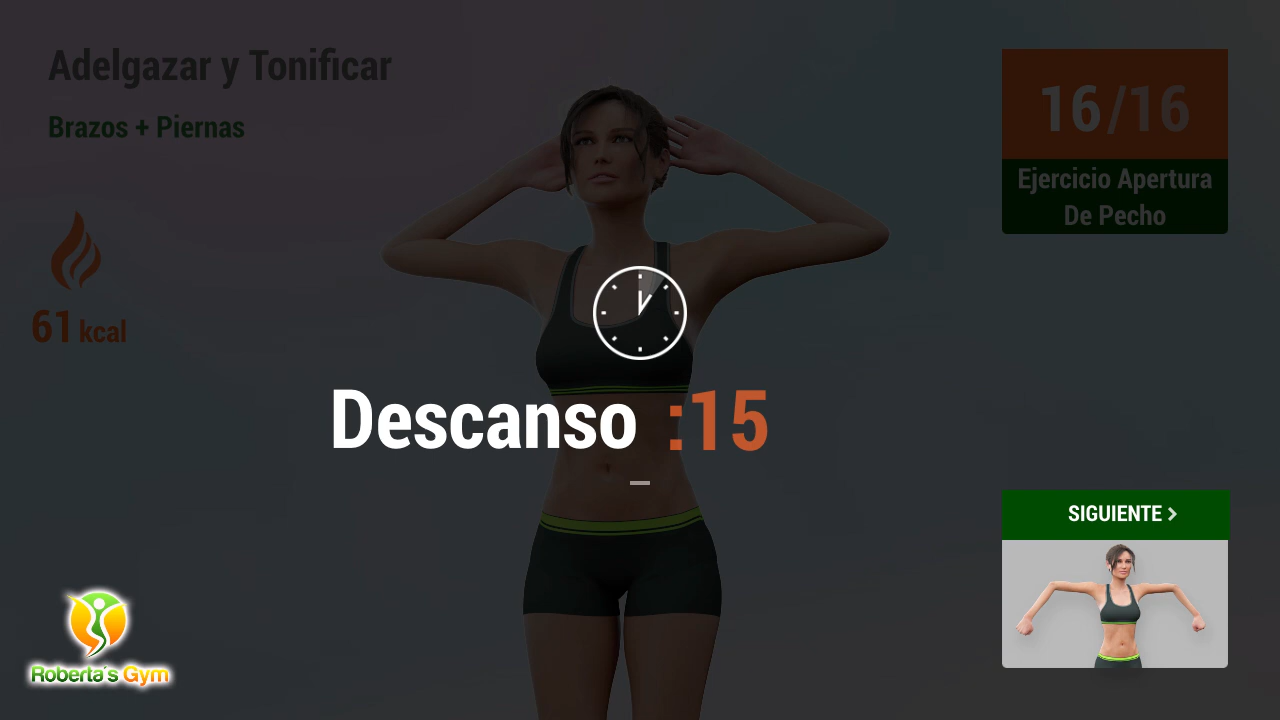 Adelgazar y Tonificar
Brazos + Piernas
16/16
Ejercicio Apertura
De Pecho
61 kcal
Descanso :15
SIGUIENTE >
Roberta´s Gym